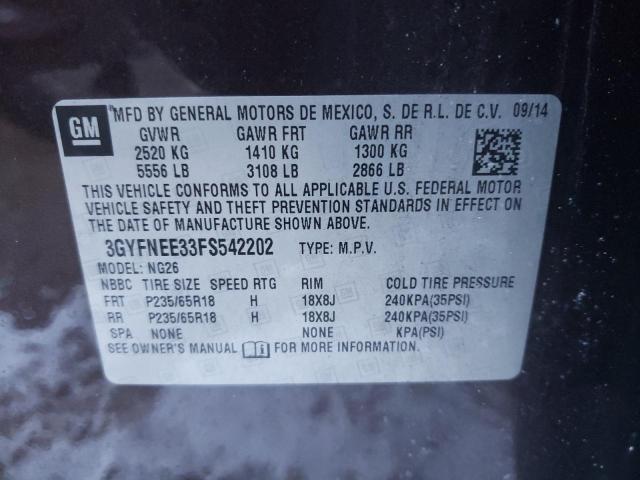 GM
MFD BY GENERAL MOTORS DE MEXICO, S. DE R.L. DE C.V. 09/14
GVWR GAWR FRT GAWR RR
2520 KG 1410 KG 1300 KG
5556 LB 3108 LB 2866 LB
THIS VEHICLE CONFORMS TO ALL APPLICABLE U.S. FEDERAL MOTOR
VEHICLE SAFETY AND THEFT PREVENTION STANDARDS IN EFFECT ON
THE DATE OF MANUFACTURE SHOWN ABOVE.
3GYFNEE33FS542202 TYPE: M.P.V.
MODEL: NG26
NBBC TIRE SIZE SPEED RTG RIM COLD TIRE PRESSURE
FRT P235/65R18 H 18X8J 240KPA(35PSI)
RR P235/65R18 H 18X8J 240KPA(35PSI)
SPA NONE NONE KPA(PSI)
SEE OWNER'S MANUAL FOR MORE INFORMATION.